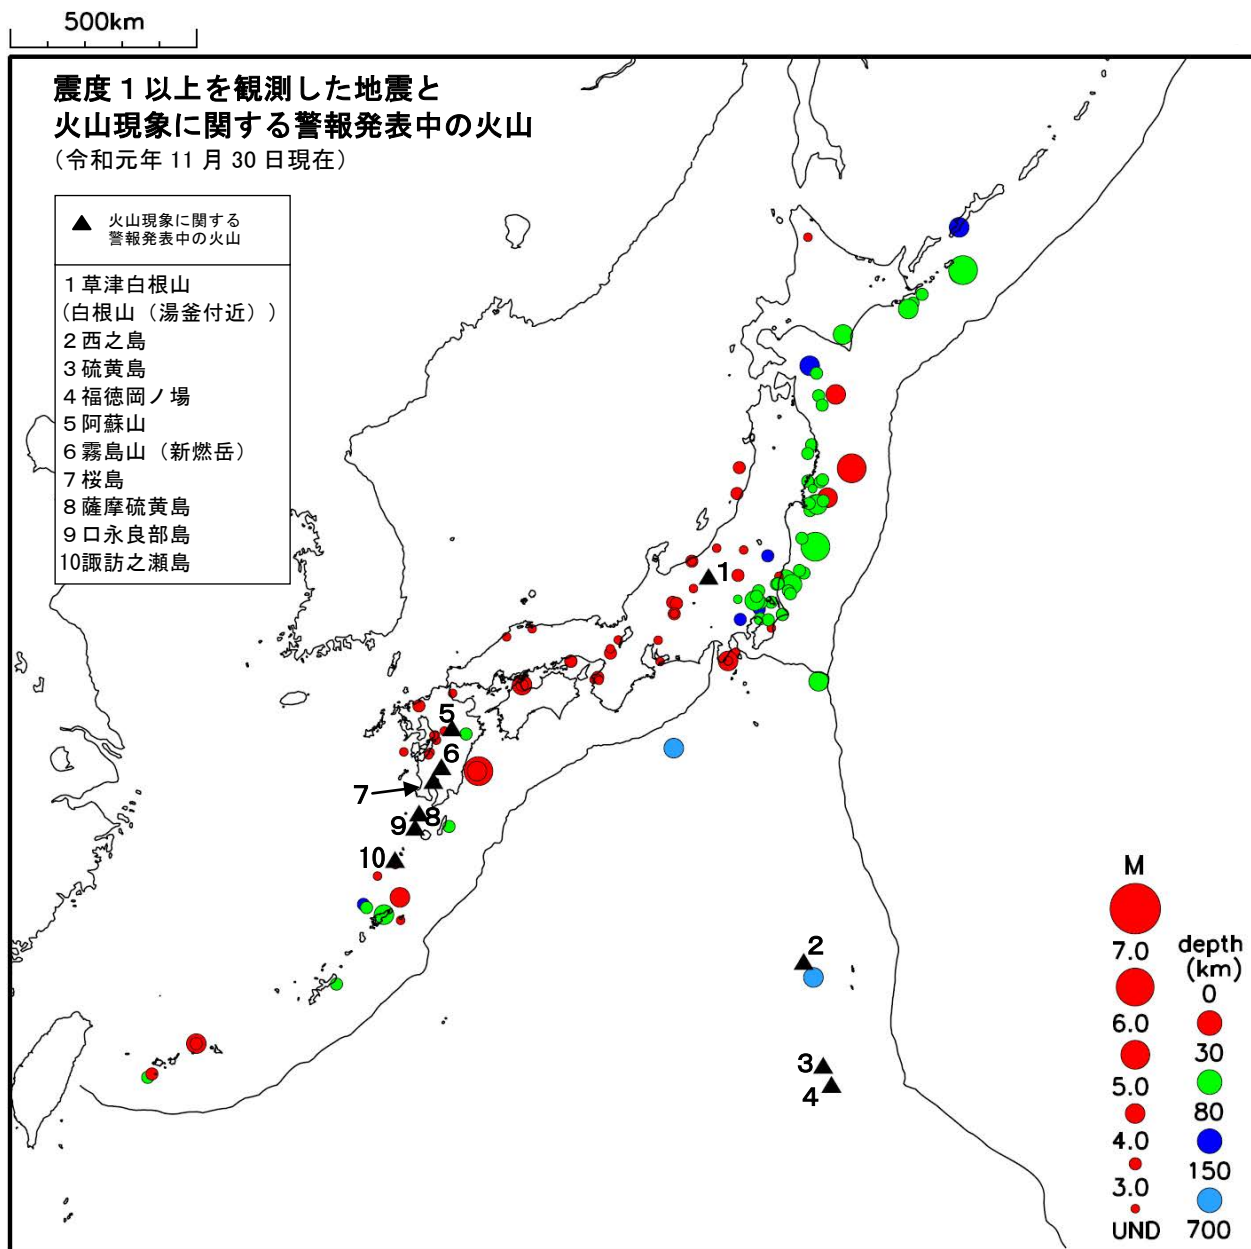 500km
震度１以上を観測した地震と
火山現象に関する警報発表中の火山
（令和元年 11 月 30 日現在）
▲ 火山現象に関する
警報発表中の火山
１草津白根山
(白根山（湯釜付近））
２西之島
３硫黄島
４福徳岡ノ場
５阿蘇山
６霧島山（新燃岳）
７桜島
８薩摩硫黄島
９口永良部島
10諏訪之瀬島
1
5
6
7
8
9
10
2
3
4
M
7.0
6.0
5.0
4.0
3.0
UND
depth
(km)
0
30
80
150
700